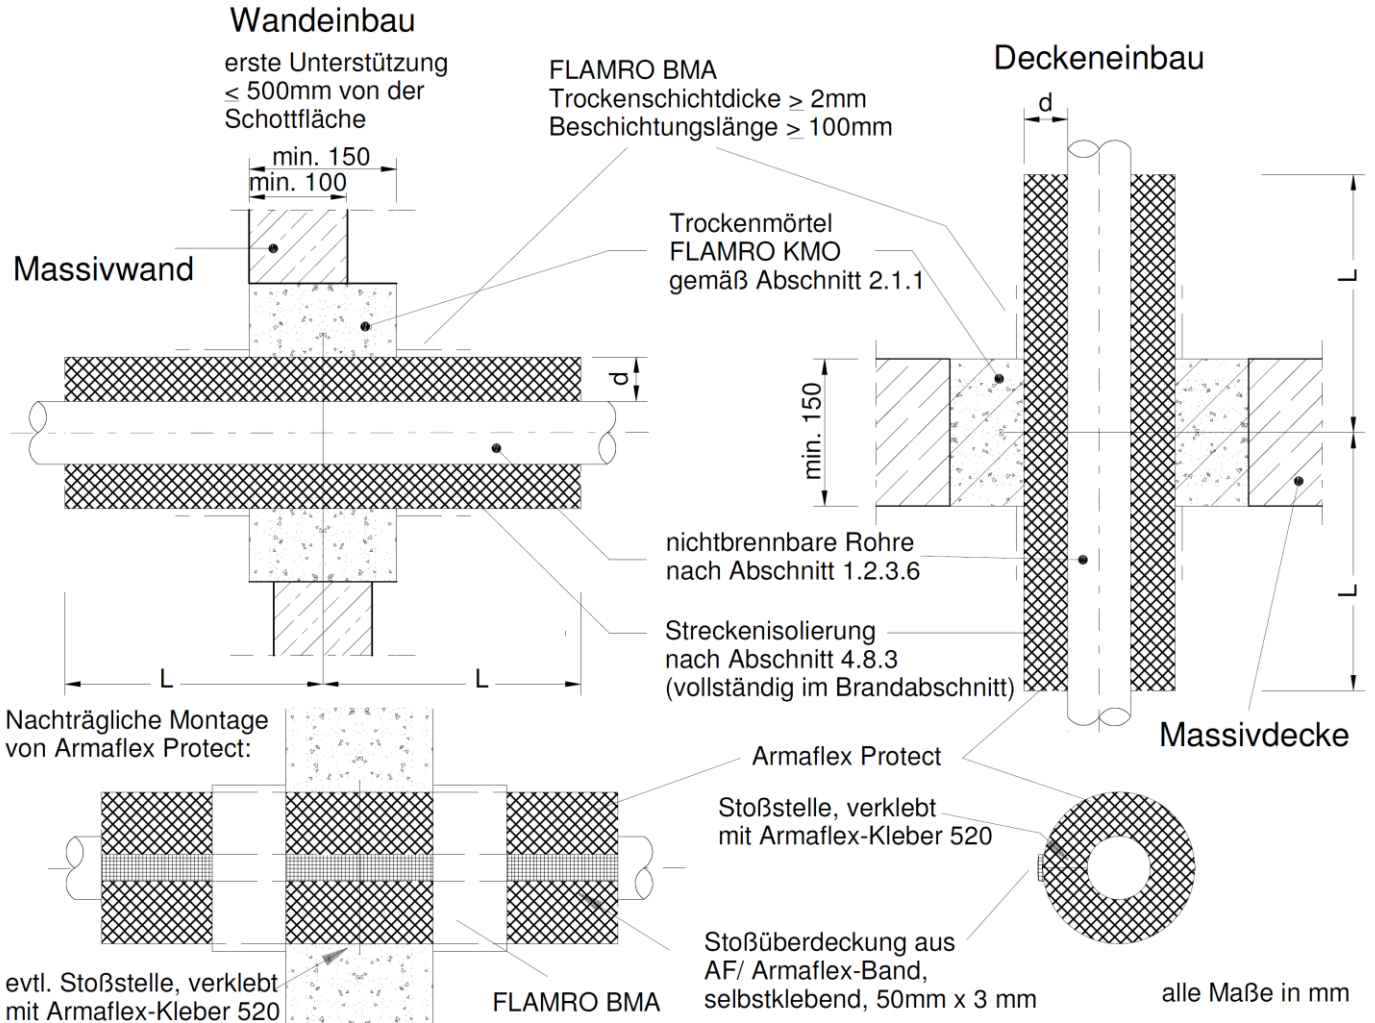 Wandeinbau
erste Unterstützung
≤ 500mm von der
Schottfläche
FLAMRO BMA
Trockenschichtdicke ≥ 2mm
Beschichtungslänge ≥ 100mm
Deckeneinbau
d
min. 150
min. 100
Massivwand
Trockenmörtel
FLAMRO KMO
gemäß Abschnitt 2.1.1
L
d
min. 150
nichtbrennbare Rohre
nach Abschnitt 1.2.3.6
L
Streckenisolierung
nach Abschnitt 4.8.3
(vollständig im Brandabschnitt)
L
L
Massivdecke
Nachträgliche Montage
von Armaflex Protect:
Armaflex Protect
Stoßstelle, verklebt
mit Armaflex-Kleber 520
Stoßüberdeckung aus
AF/ Armaflex-Band,
selbstklebend, 50mm x 3 mm
evtl. Stoßstelle, verklebt
mit Armaflex-Kleber 520
FLAMRO BMA
alle Maße in mm